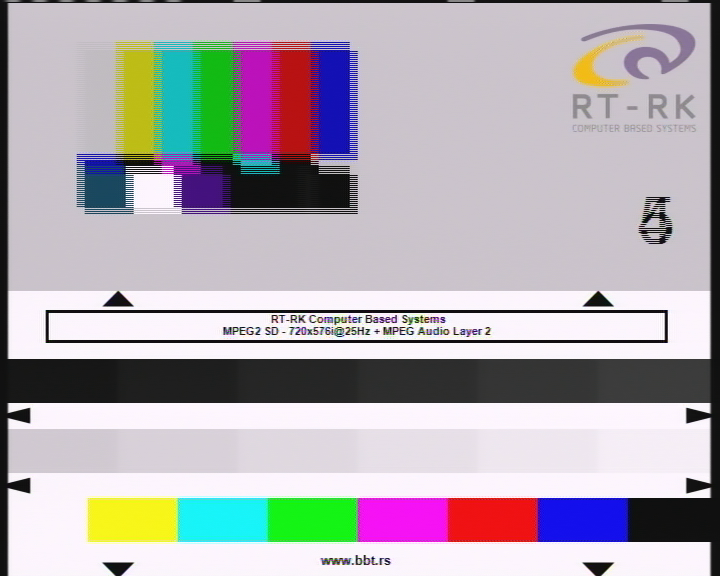 RT-RK
COMPUTER BASED SYSTEMS
RT-RK Computer Based Systems
MPEG2 SD - 720x576i@25Hz + MPEG Audio Layer 2
www.bbt.rs